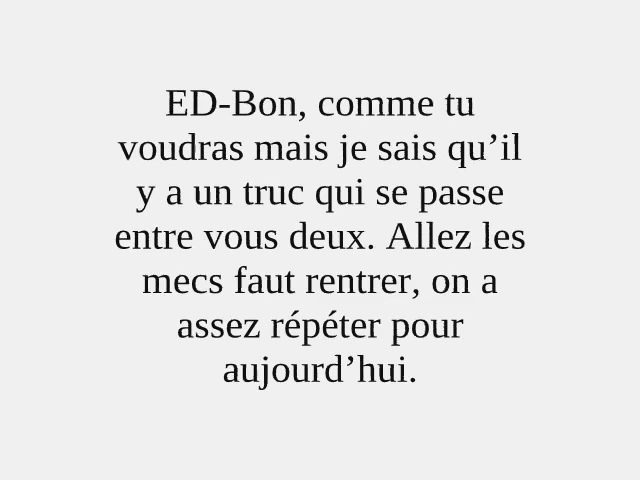 ED-Bon, comme tu
voudras mais je sais qu’il
y a un truc qui se passe
entre vous deux. Allez les
mecs faut rentrer, on a
assez répéter pour
aujourd’hui.